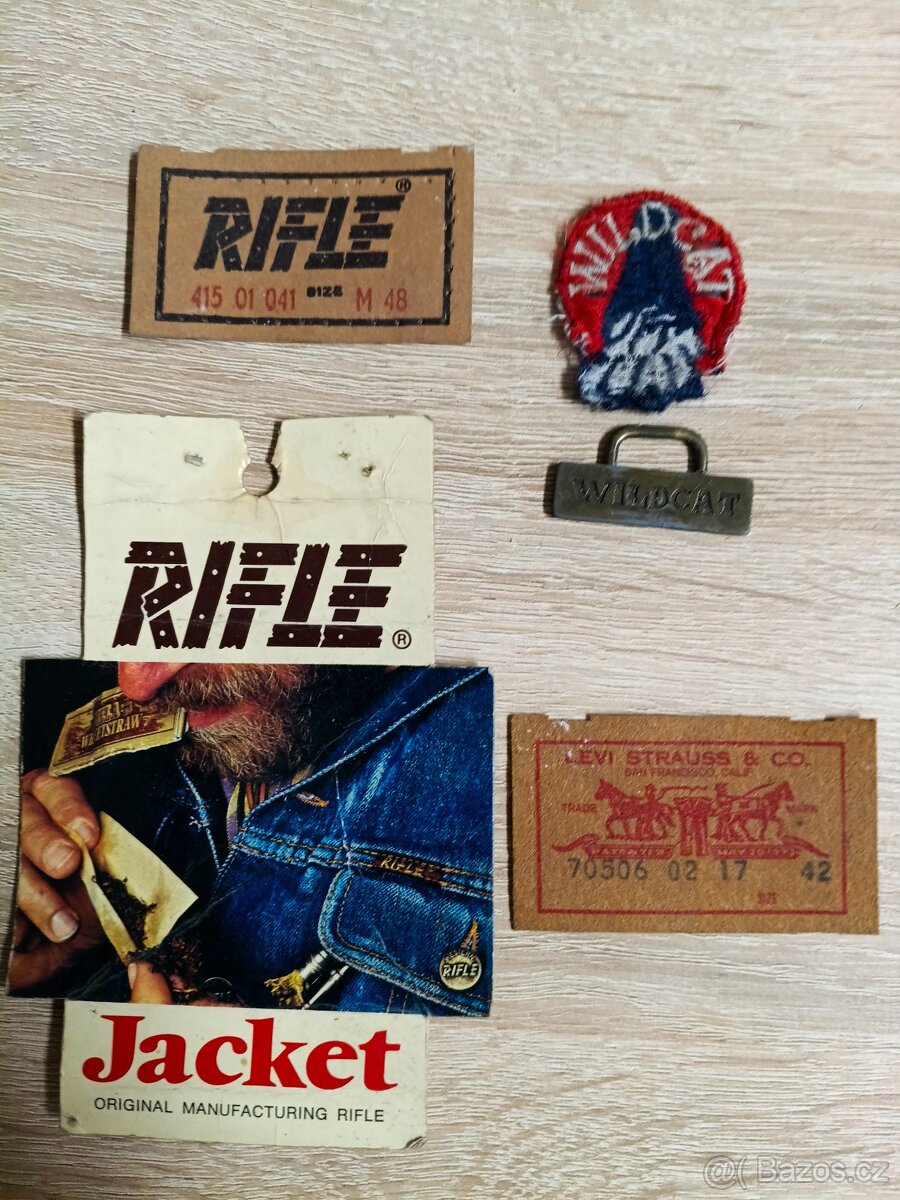 RIFLE®
415 01 041 SIZE M 48
WILDCAT
WILDCAT
RIFLE®
RIFLE
RIFLE
Jacket
ORIGINAL MANUFACTURING RIFLE
LEVI STRAUSS & CO.
SAN FRANCISCO, CALIF.
TRADE MARK
70506 02 17 42
SIZE
@( Bazos.cz